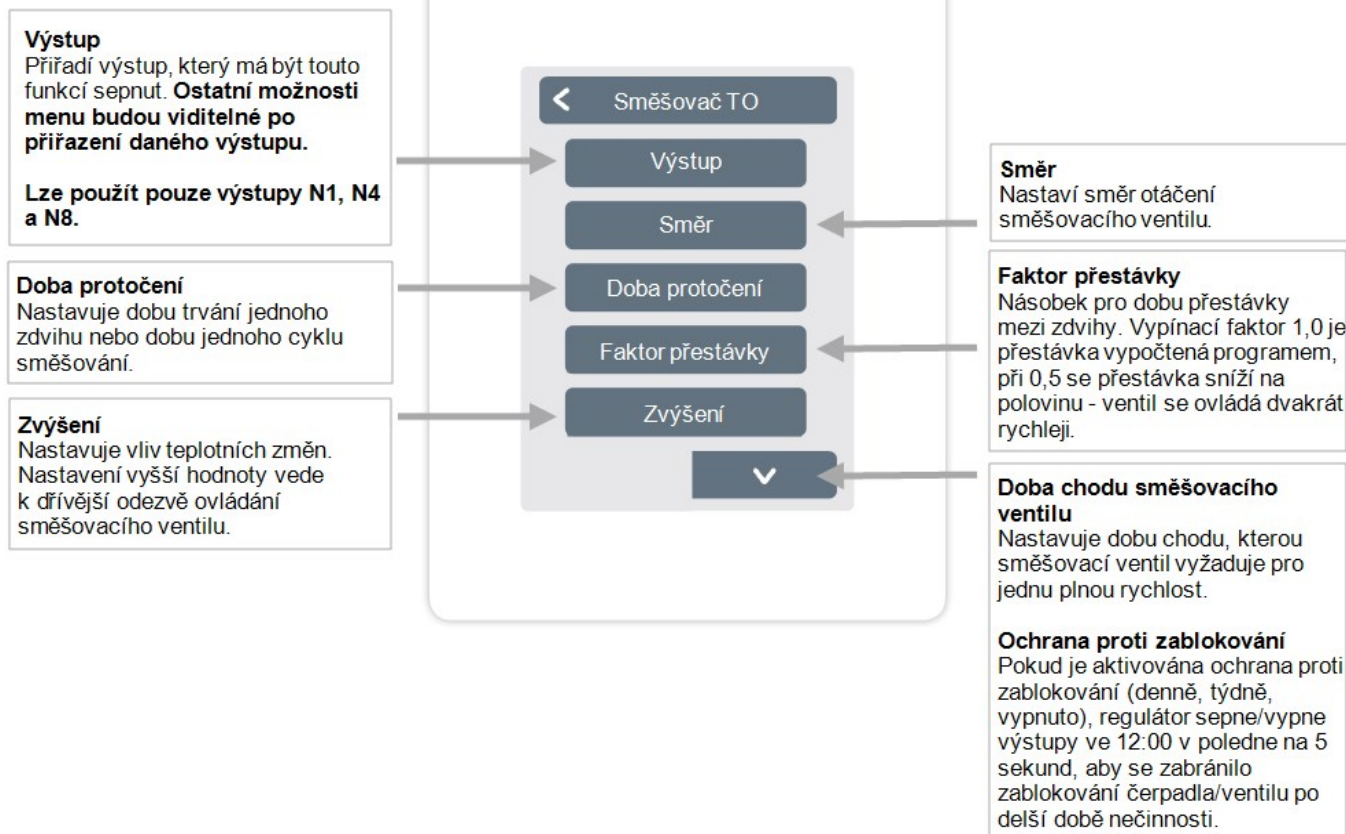 Výstup
Přiřadí výstup, který má být touto
funkcí sepnut. Ostatní možnosti
menu budou viditelné po
přiřazení daného výstupu.
Lze použít pouze výstupy N1, N4
a N8.
Doba protočení
Nastavuje dobu trvání jednoho
zdvihu nebo dobu jednoho cyklu
směšování.
Zvýšení
Nastavuje vliv teplotních změn.
Nastavení vyšší hodnoty vede
k dřívější odezvě ovládání
směšovacího ventilu.
Směšovač TO
Výstup
Směr
Doba protočení
Faktor přestávky
Zvýšení
Směr
Nastaví směr otáčení
směšovacího ventilu.
Faktor přestávky
Násobek pro dobu přestávky
mezi zdvihy. Vypínací faktor 1,0 je
přestávka vypočtená programem,
při 0,5 se přestávka sníží na
polovinu - ventil se ovládá dvakrát
rychleji.
Doba chodu směšovacího
ventilu
Nastavuje dobu chodu, kterou
směšovací ventil vyžaduje pro
jednu plnou rychlost.
Ochrana proti zablokování
Pokud je aktivována ochrana proti
zablokování (denně, týdně,
vypnuto), regulátor sepne/vypne
výstupy ve 12:00 v poledne na 5
sekund, aby se zabránilo
zablokování čerpadla/ventilu po
delší době nečinnosti.